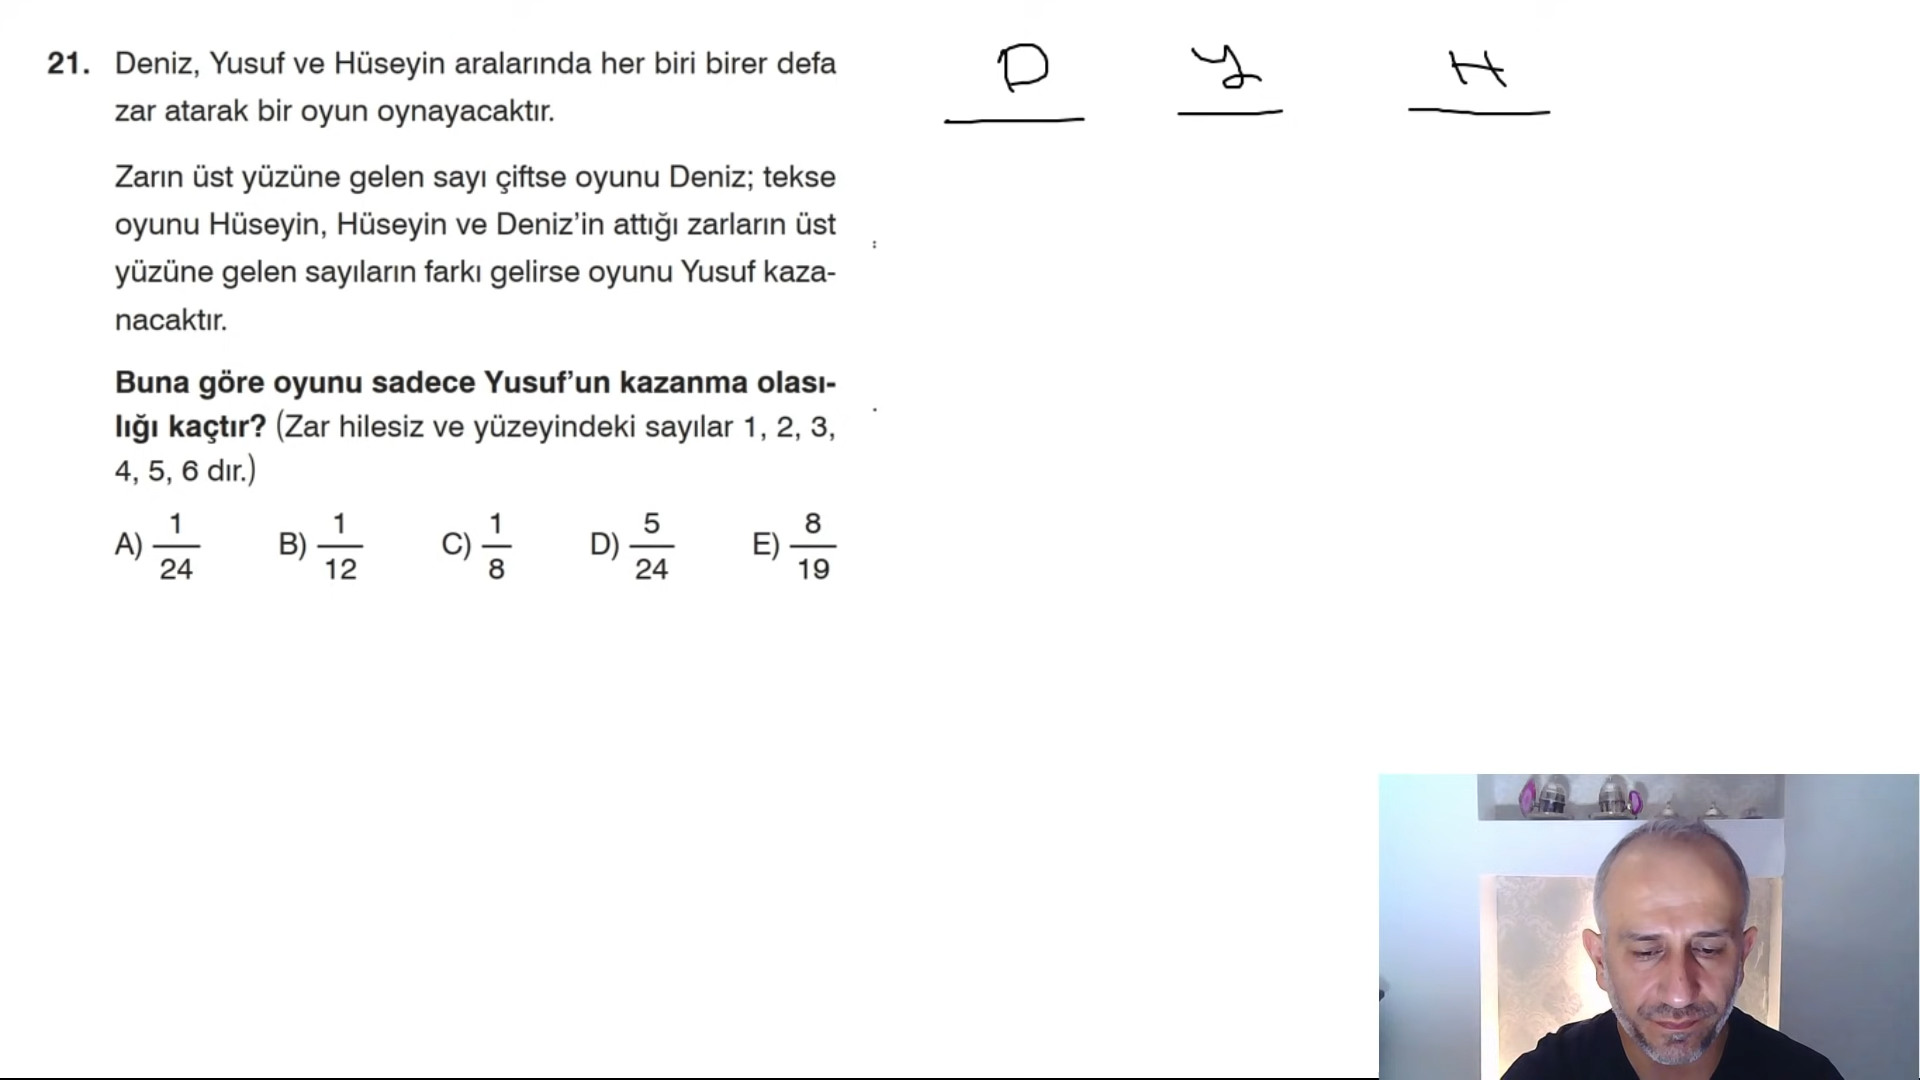 21. Deniz, Yusuf ve Hüseyin aralarında her biri birer defa
zar atarak bir oyun oynayacaktır.
Zarın üst yüzüne gelen sayı çiftse oyunu Deniz; tekse
oyunu Hüseyin, Hüseyin ve Deniz’in attığı zarların üst
yüzüne gelen sayıların farkı gelirse oyunu Yusuf kaza-
nacaktır.
Buna göre oyunu sadece Yusuf’un kazanma olası-
lığı kaçtır? (Zar hilesiz ve yüzeyindeki sayılar 1, 2, 3,
4, 5, 6 dır.)
A) 1/24 B) 1/12 C) 1/8 D) 5/24 E) 8/19
D y H